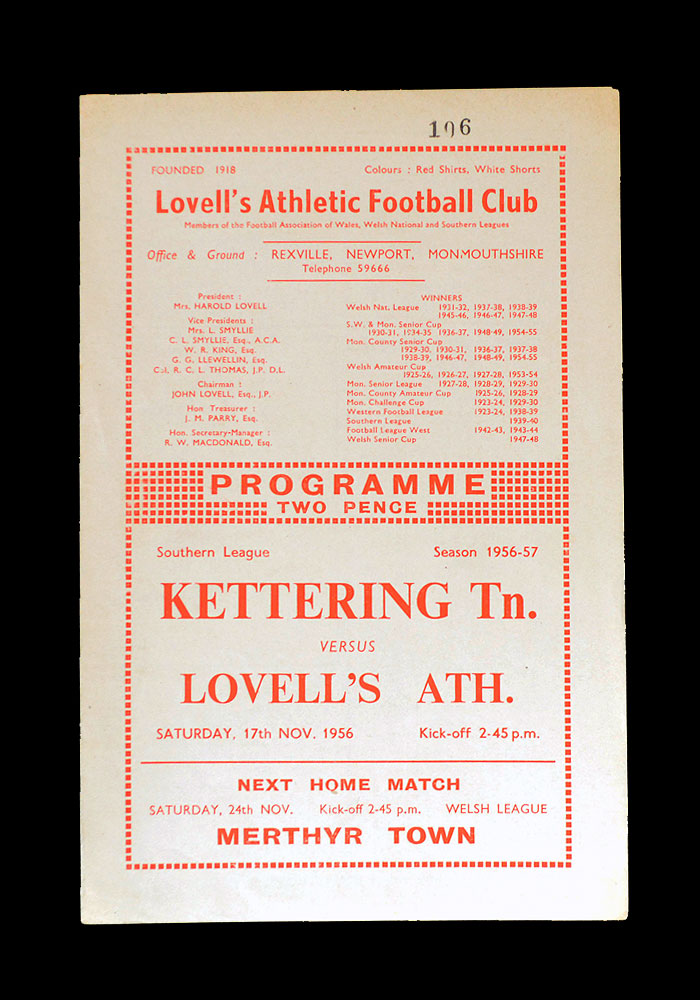 106
FOUNDED 1918 Colours : Red Shirts, White Shorts
Lovell's Athletic Football Club
Members of the Football Association of Wales, Welsh National and Southern Leagues
Office & Ground : REXVILLE, NEWPORT, MONMOUTHSHIRE
Telephone 59666
President :
Mrs. HAROLD LOVELL
Vice Presidents :
Mrs. L. SMYLLIE
C. L. SMYLLIE, Esq., A.C.A.
W. R. KING, Esq.
G. G. LLEWELLIN, Esq.
Col. R. C. L. THOMAS, J.P. D.L.
Chairman :
JOHN LOVELL, Esq., J.P.
Hon Treasurer :
J. M. PARRY, Esq.
Hon. Secretary-Manager :
R. W. MACDONALD, Esq.
WINNERS
Welsh Nat. League 1931-32, 1937-38, 1938-39
1945-46, 1946-47, 1947-48
S.W. & Mon. Senior Cup
1930-31, 1934-35 1936-37, 1948-49, 1954-55
Mon. County Senior Cup
1929-30, 1930-31, 1936-37, 1937-38
1938-39, 1946-47, 1948-49, 1954-55
Welsh Amateur Cup
1925-26, 1926-27, 1927-28, 1953-54
Mon. Senior League 1927-28, 1928-29, 1929-30
Mon. County Amateur Cup 1925-26, 1928-29
Mon. Challenge Cup 1923-24, 1929-30
Western Football League 1923-24, 1938-39
Southern League 1939-40
Football League West 1942-43, 1943-44
Welsh Senior Cup 1947-48
PROGRAMME
TWO PENCE
Southern League Season 1956-57
KETTERING Tn.
VERSUS
LOVELL'S ATH.
SATURDAY, 17th NOV. 1956 Kick-off 2-45 p.m.
NEXT HOME MATCH
SATURDAY, 24th NOV. Kick-off 2-45 p.m. WELSH LEAGUE
MERTHYR TOWN